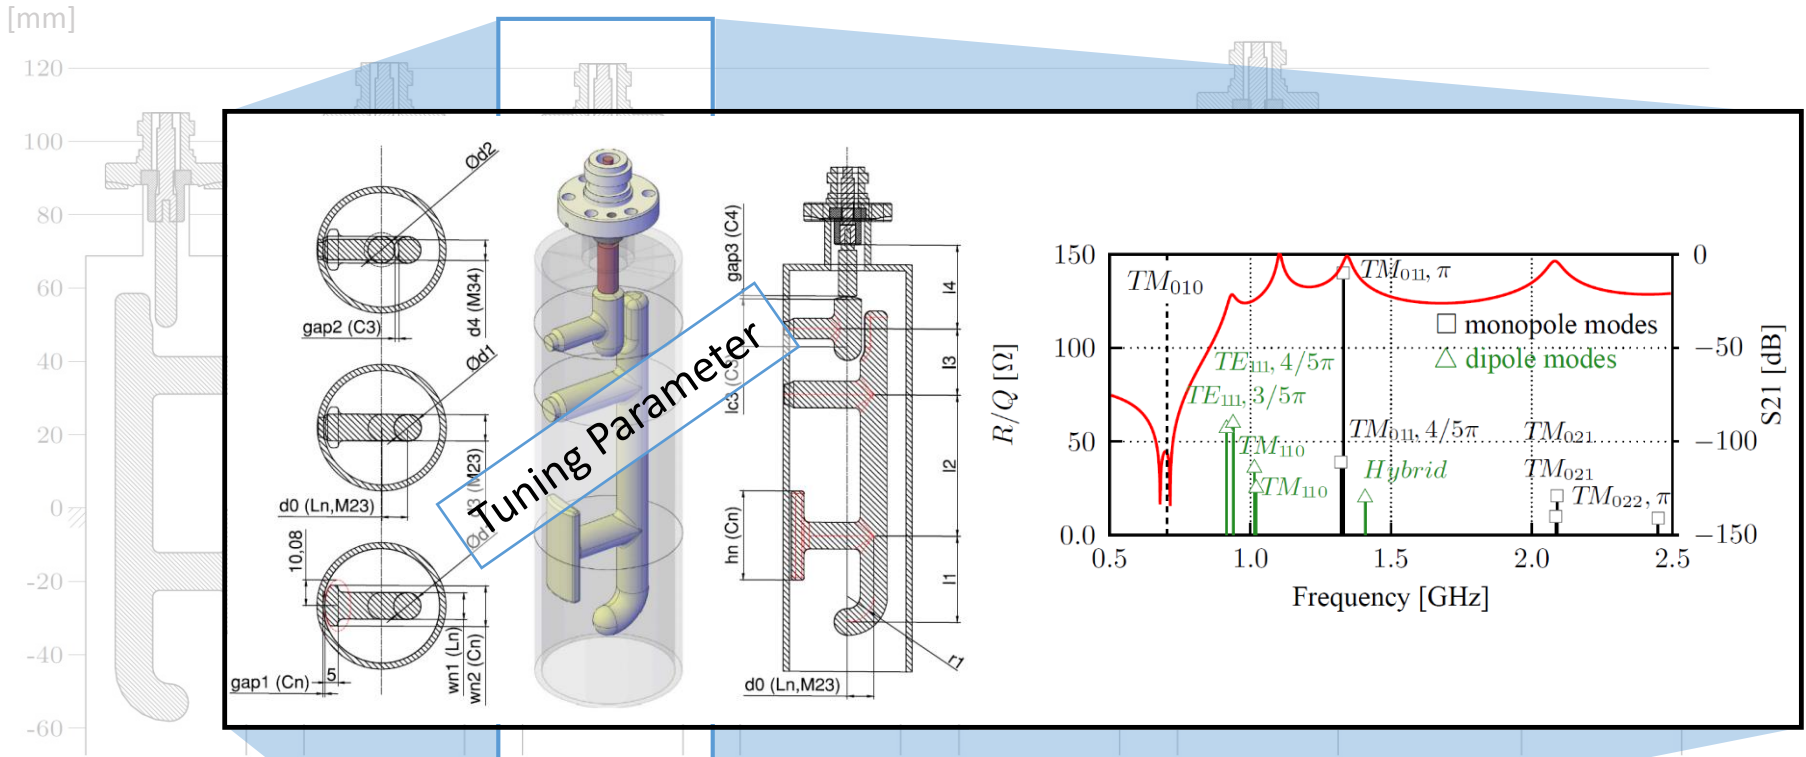 [mm]
120
100
80
60
40
20
0
-20
-40
-60
Ød2
gap2 (C3)
d4 (M34)
Ød1
d0 (Ln,M23)
d3 (M23)
Ød1
10,08
gap1 (Cn)
5
wn1 (Ln)
wn2 (Cn)
Tuning Parameter
gap3 (C4)
lc3 (C3)
hn (Cn)
l4
l3
l2
l1
r1
d0 (Ln,M23)
150
100
50
0.0
R/Q [Ω]
0
−50
−100
−150
S21 [dB]
TM010
TM011, π
monopole modes
dipole modes
TE111, 4/5π
TE111, 3/5π
TM110
TM110
TM011, 4/5π
Hybrid
TM021
TM021
TM022, π
0.5 1.0 1.5 2.0 2.5
Frequency [GHz]